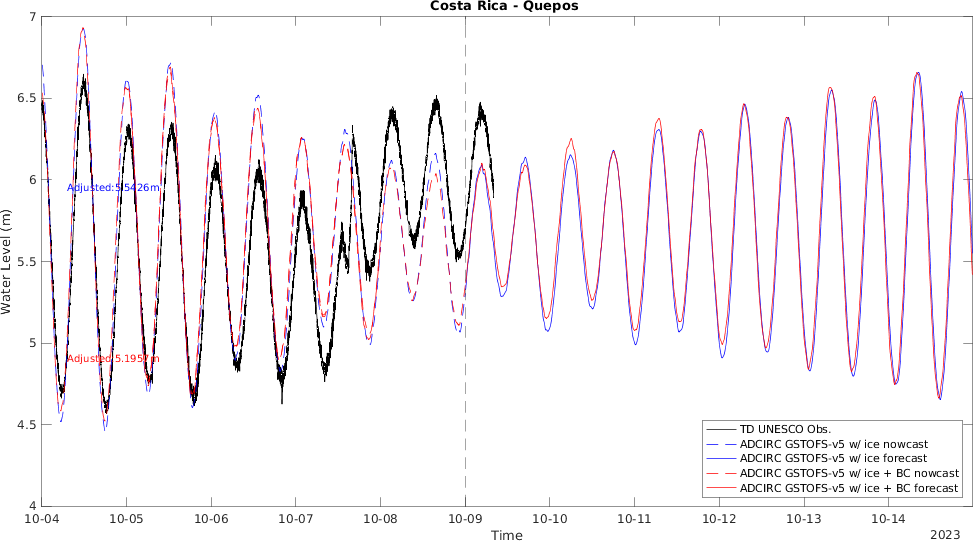 Costa Rica - Quepos
7
6.5
6
5.5
5
4.5
4
Water Level (m)
Adjusted:5.5426m
Adjusted:5.1957m
TD UNESCO Obs.
ADCIRC GSTOFS-v5 w/ ice nowcast
ADCIRC GSTOFS-v5 w/ ice forecast
ADCIRC GSTOFS-v5 w/ ice + BC nowcast
ADCIRC GSTOFS-v5 w/ ice + BC forecast
10-04 10-05 10-06 10-07 10-08 10-09 10-10 10-11 10-12 10-13 10-14
Time
2023